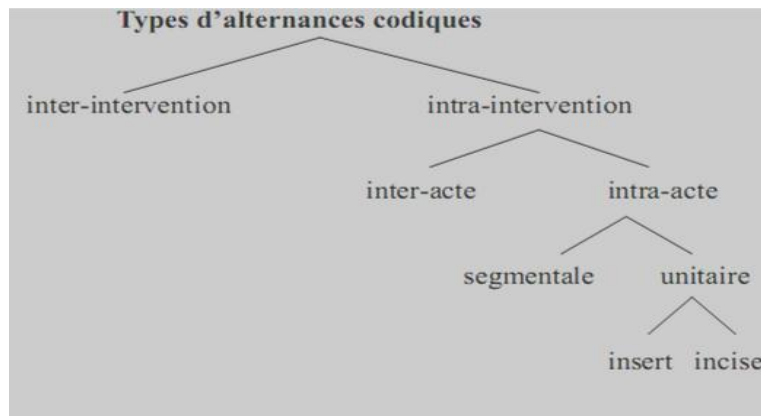 Types d’alternances codiques
inter-intervention intra-intervention
inter-acte intra-acte
segmentale unitaire
insert incise